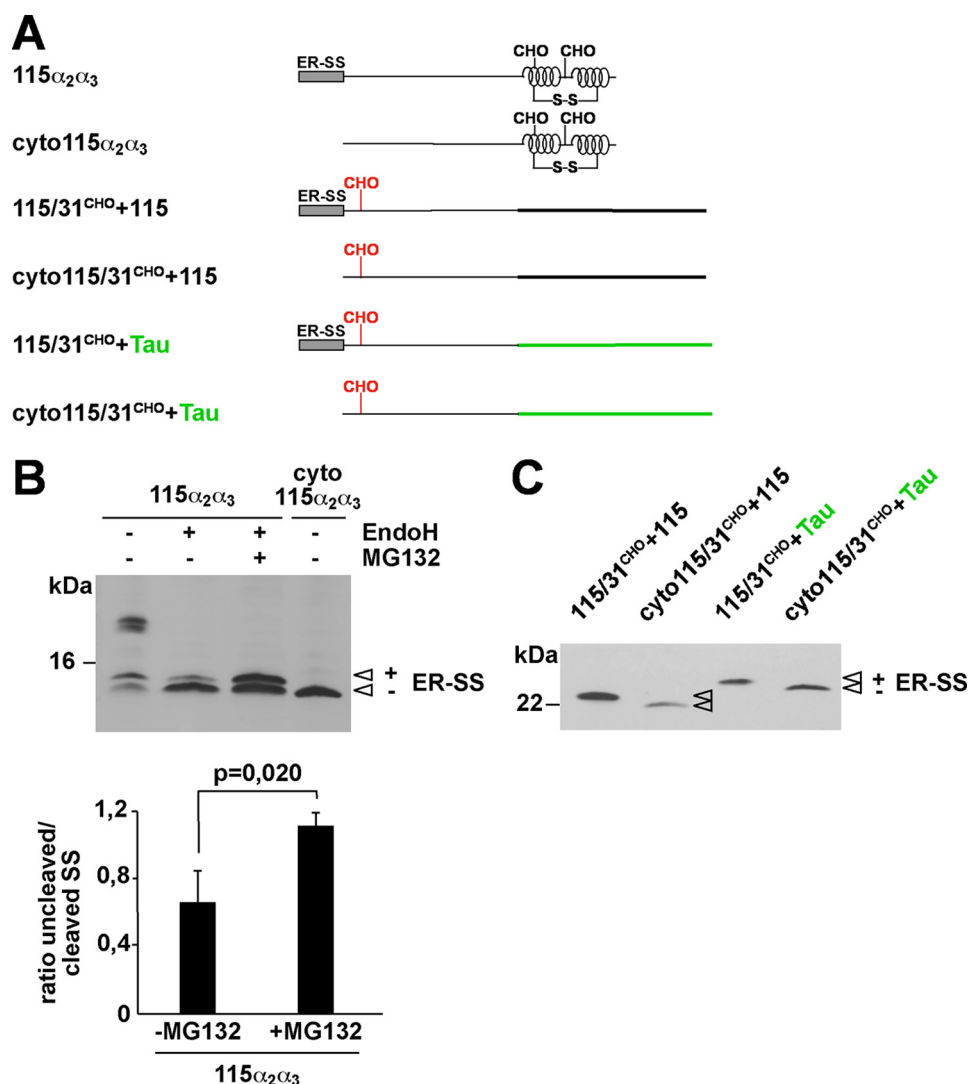 A
115α₂α₃
ER-SS
CHO CHO
S-S
cyto115α₂α₃
CHO CHO
S-S
115/31ᶜᴴᴼ+115
ER-SS
CHO
cyto115/31ᶜᴴᴼ+115
CHO
115/31ᶜᴴᴼ+Tau
ER-SS
CHO
cyto115/31ᶜᴴᴼ+Tau
CHO
B
115α₂α₃
cyto
115α₂α₃
- + + - EndoH
- - + - MG132
kDa
16
+
- ER-SS
p=0,020
ratio uncleaved/
cleaved SS
1,2
0,8
0,4
0
-MG132 +MG132
115α₂α₃
C
115/31ᶜᴴᴼ+115
cyto115/31ᶜᴴᴼ+115
115/31ᶜᴴᴼ+Tau
cyto115/31ᶜᴴᴼ+Tau
kDa
22
+
- ER-SS